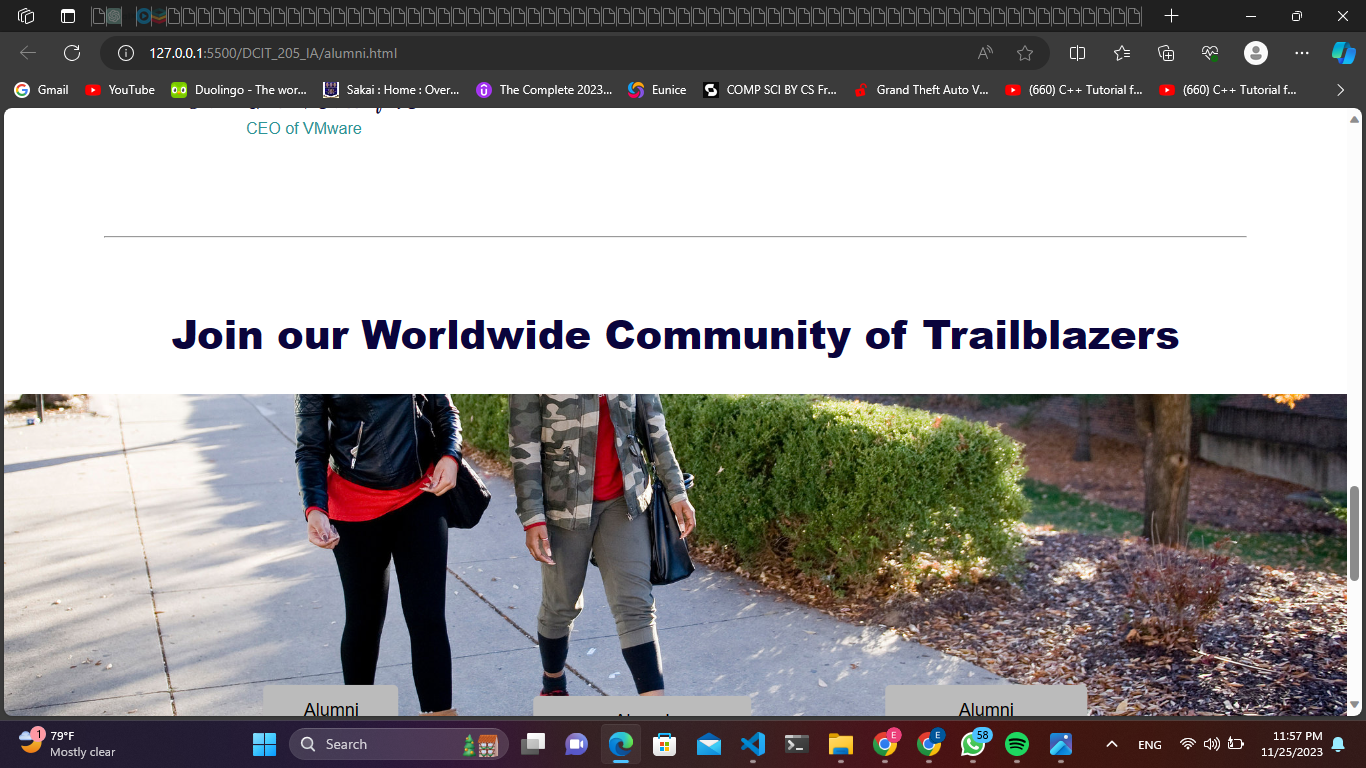 127.0.0.1:5500/DCIT_205_IA/alumni.html
Gmail
YouTube
Duolingo - The wor...
Sakai : Home : Over...
The Complete 2023...
Eunice
COMP SCI BY CS Fr...
Grand Theft Auto V...
(660) C++ Tutorial f...
(660) C++ Tutorial f...
CEO of VMware
Join our Worldwide Community of Trailblazers
Alumni
Alumni
1
79°F
Mostly clear
Search
E
E
58
ENG
11:57 PM
11/25/2023